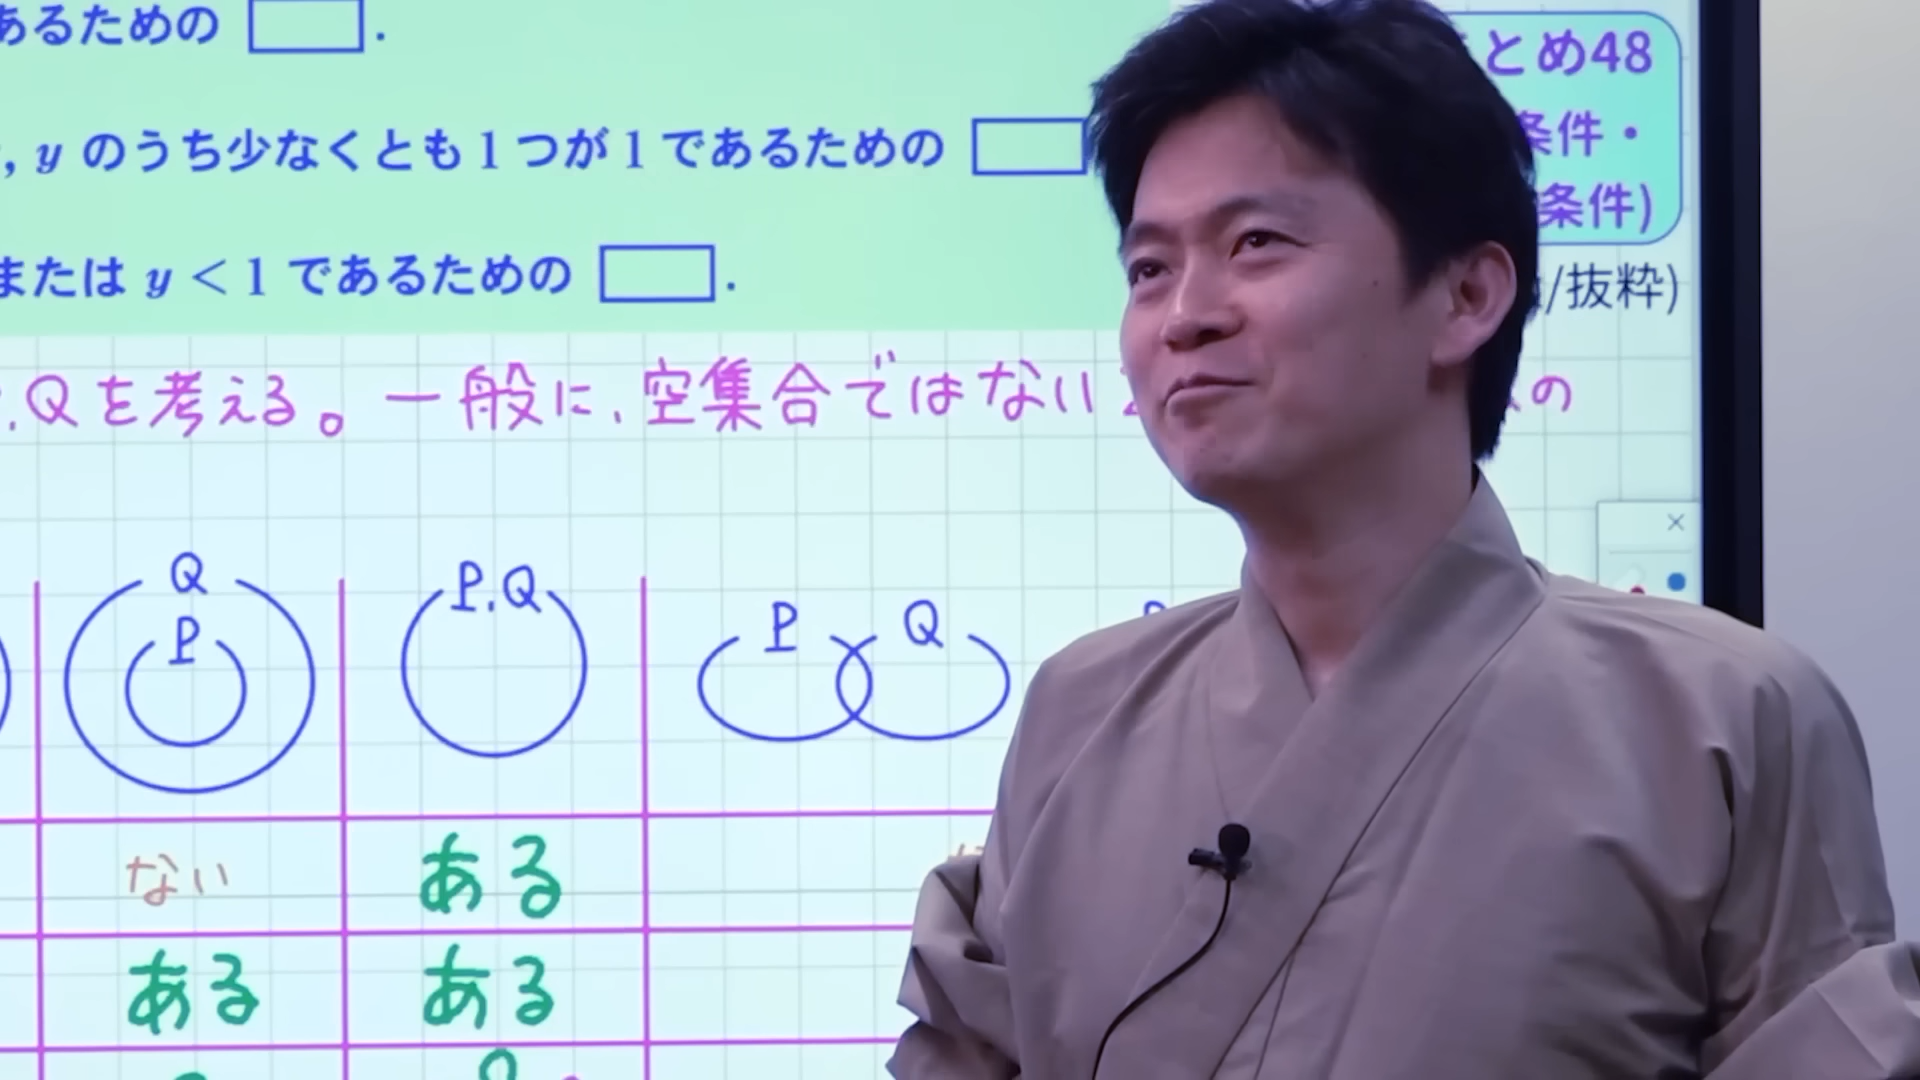 あるための .
, y のうち少なくとも1つが1であるための
または y < 1 であるための .
とめ48
条件・
条件)
/抜粋)
.Qを考える。一般に、空集合ではない
の
Q
P
P.Q
P
Q
ない
ある
ある
ある